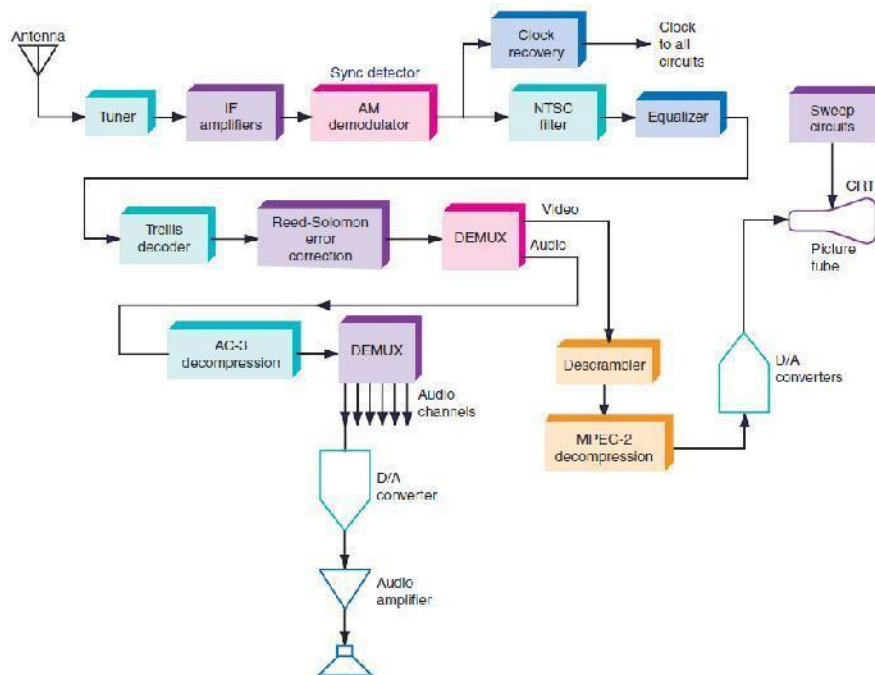 Antenna
Tuner
IF
amplifiers
Sync detector
AM
demodulator
Clock
recovery
Clock
to all
circuits
NTSC
filter
Equalizer
Sweep
circuits
CRT
Picture
tube
Trellis
decoder
Reed-Solomon
error
correction
DEMUX
Video
Audio
AC-3
decompression
DEMUX
Audio
channels
D/A
converter
Audio
amplifier
Descrambler
MPEC-2
decompression
D/A
converters